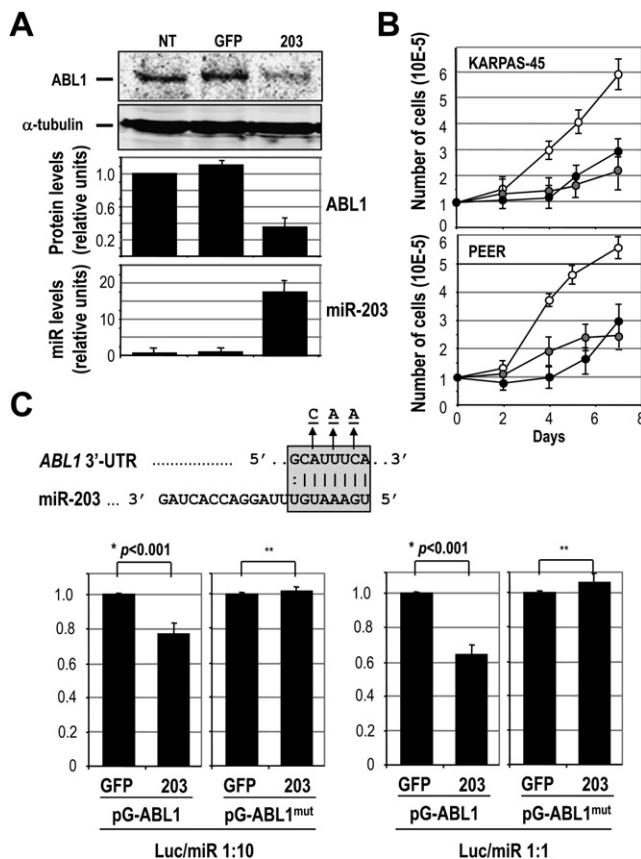 A
NT GFP 203
ABL1
α-tubulin
Protein levels
(relative units)
1.0
0.6
0.2
ABL1
miR levels
(relative units)
20
10
0
miR-203
B
Number of cells (10E-5)
KARPAS-45
6
5
4
3
2
1
Number of cells (10E-5)
PEER
6
5
4
3
2
1
0 2 4 6 8
Days
C
C A A
ABL1 3'-UTR .................. 5' ..GCAUUUCA..3'
:|||||||
miR-203 ... 3' GAUCACCAGGAUUUGUAAAGU 5'
* p<0.001
**
* p<0.001
**
1.0
0.8
0.6
0.4
0.2
0
1.0
0.8
0.6
0.4
0.2
0
GFP 203 GFP 203 GFP 203 GFP 203
pG-ABL1 pG-ABL1mut pG-ABL1 pG-ABL1mut
Luc/miR 1:10 Luc/miR 1:1